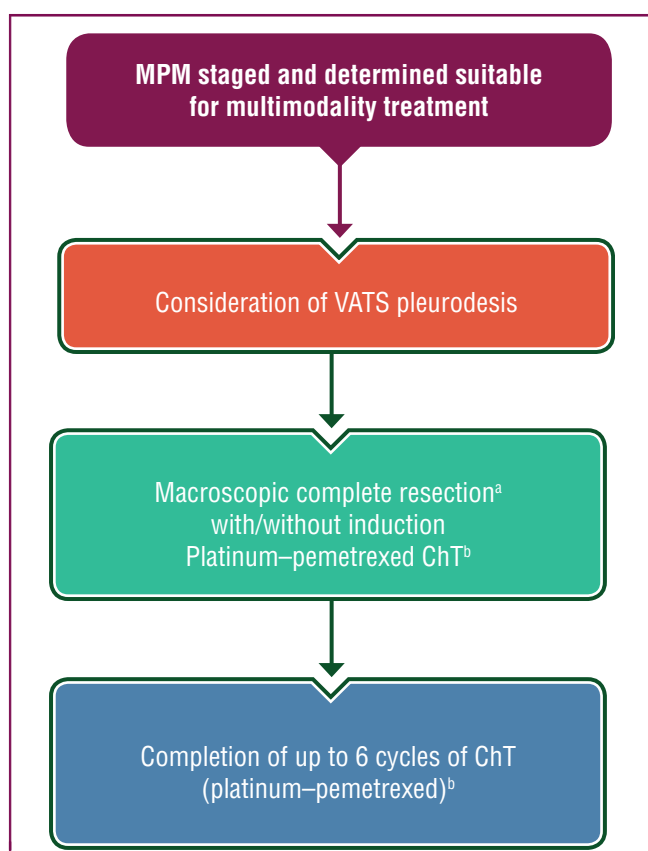 MPM staged and determined suitable
for multimodality treatment
Consideration of VATS pleurodesis
Macroscopic complete resectionᵃ
with/without induction
Platinum–pemetrexed ChTᵇ
Completion of up to 6 cycles of ChT
(platinum–pemetrexed)ᵇ